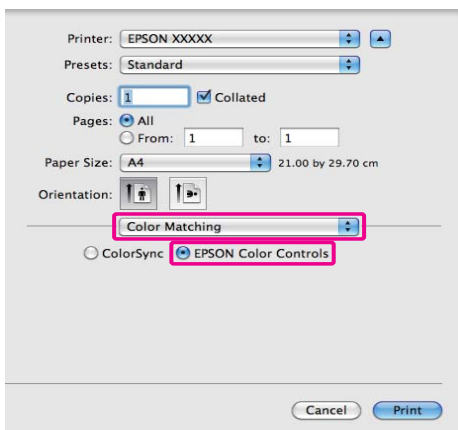 Printer: EPSON XXXXX
Presets: Standard
Copies: 1 Collated
Pages: All
From: 1 to: 1
Paper Size: A4 21.00 by 29.70 cm
Orientation:
Color Matching
ColorSync EPSON Color Controls
Cancel Print